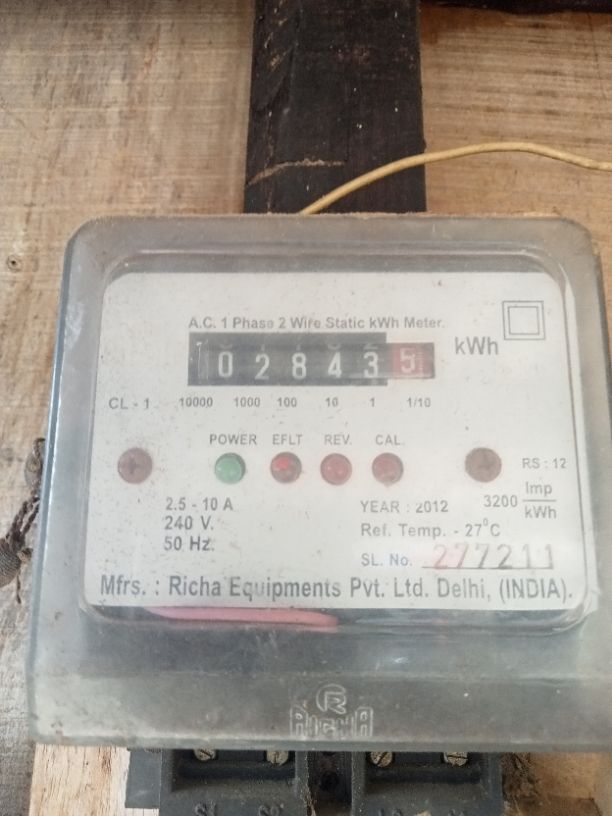 A.C. 1 Phase 2 Wire Static kWh Meter.
0 2 8 4 3 5 kWh
CL - 1 10000 1000 100 10 1 1/10
POWER EFLT REV. CAL.
RS : 12
2.5 - 10 A
240 V.
50 Hz.
YEAR : 2012 3200 Imp/kWh
Ref. Temp. - 27°C
SL. No. 277211
Mfrs. : Richa Equipments Pvt. Ltd. Delhi, (INDIA).
R
RICHA